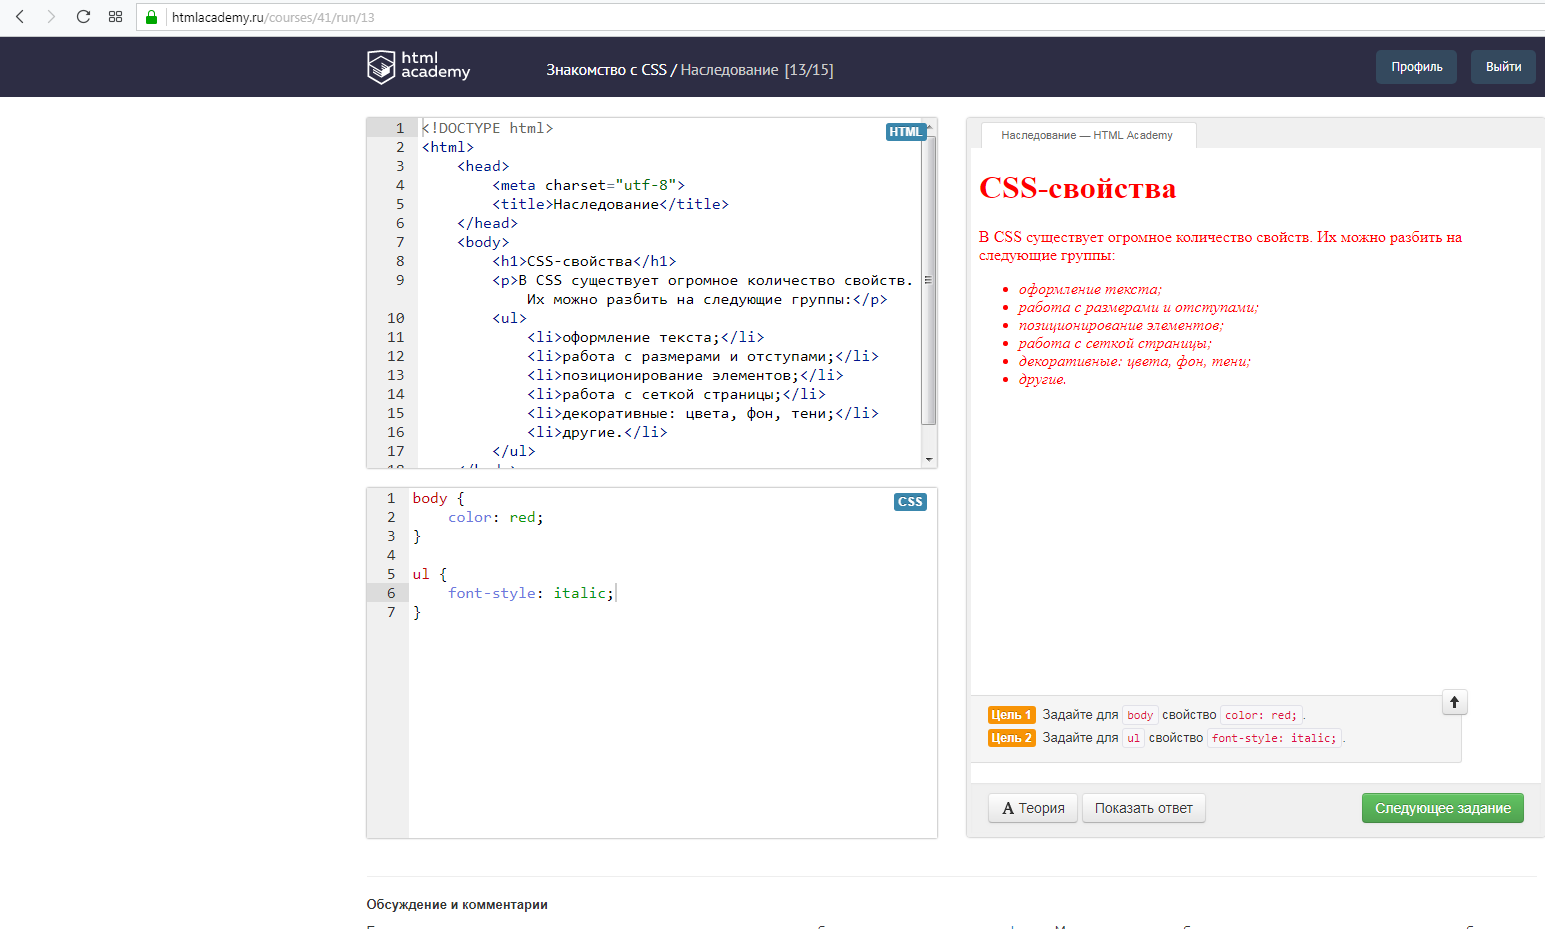 htmlacademy.ru/courses/41/run/13
html
academy
Знакомство с CSS / Наследование [13/15]
Профиль
Выйти
HTML
1 <!DOCTYPE html>
2 <html>
3 <head>
4 <meta charset="utf-8">
5 <title>Наследование</title>
6 </head>
7 <body>
8 <h1>CSS-свойства</h1>
9 <p>В CSS существует огромное количество свойств.
Их можно разбить на следующие группы:</p>
10 <ul>
11 <li>оформление текста;</li>
12 <li>работа с размерами и отступами;</li>
13 <li>позиционирование элементов;</li>
14 <li>работа с сеткой страницы;</li>
15 <li>декоративные: цвета, фон, тени;</li>
16 <li>другие.</li>
17 </ul>
CSS
1 body {
2 color: red;
3 }
4
5 ul {
6 font-style: italic;
7 }
Наследование — HTML Academy
CSS-свойства
В CSS существует огромное количество свойств. Их можно разбить на
следующие группы:
• оформление текста;
• работа с размерами и отступами;
• позиционирование элементов;
• работа с сеткой страницы;
• декоративные: цвета, фон, тени;
• другие.
Цель 1 Задайте для body свойство color: red;.
Цель 2 Задайте для ul свойство font-style: italic;.
A Теория
Показать ответ
Следующее задание
Обсуждение и комментарии